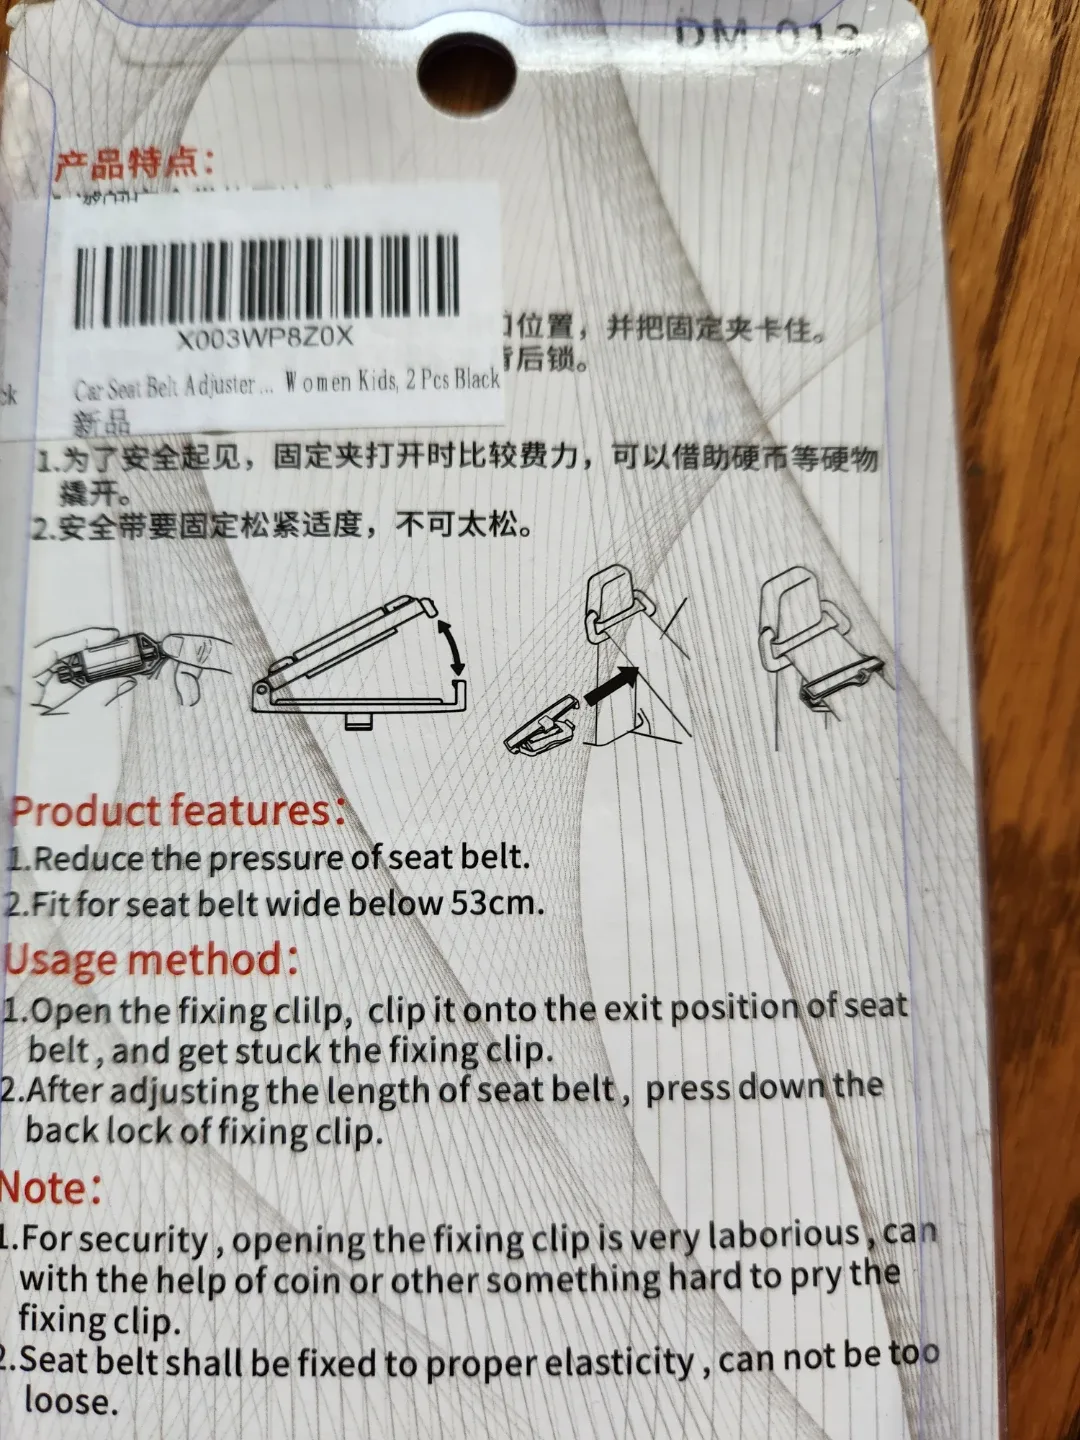 DM-013
产品特点：
X003WP8Z0X
Car Seat Belt Adjuster ... Women Kids, 2 Pcs Black
新品
ck
位置，并把固定夹卡住。
背后锁。
1.为了安全起见，固定夹打开时比较费力，可以借助硬币等硬物
撬开。
2.安全带要固定松紧适度，不可太松。
Product features：
1.Reduce the pressure of seat belt.
2.Fit for seat belt wide below 53cm.
Usage method：
1.Open the fixing clilp, clip it onto the exit position of seat
belt, and get stuck the fixing clip.
2.After adjusting the length of seat belt, press down the
back lock of fixing clip.
Note：
1.For security, opening the fixing clip is very laborious, can
with the help of coin or other something hard to pry the
fixing clip.
2.Seat belt shall be fixed to proper elasticity, can not be too
loose.